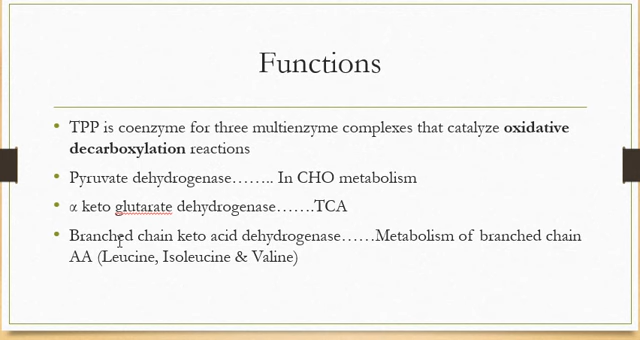 Functions
• TPP is coenzyme for three multienzyme complexes that catalyze oxidative
decarboxylation reactions
• Pyruvate dehydrogenase…….. In CHO metabolism
• α keto glutarate dehydrogenase…….TCA
• Branched chain keto acid dehydrogenase……Metabolism of branched chain
AA (Leucine, Isoleucine & Valine)